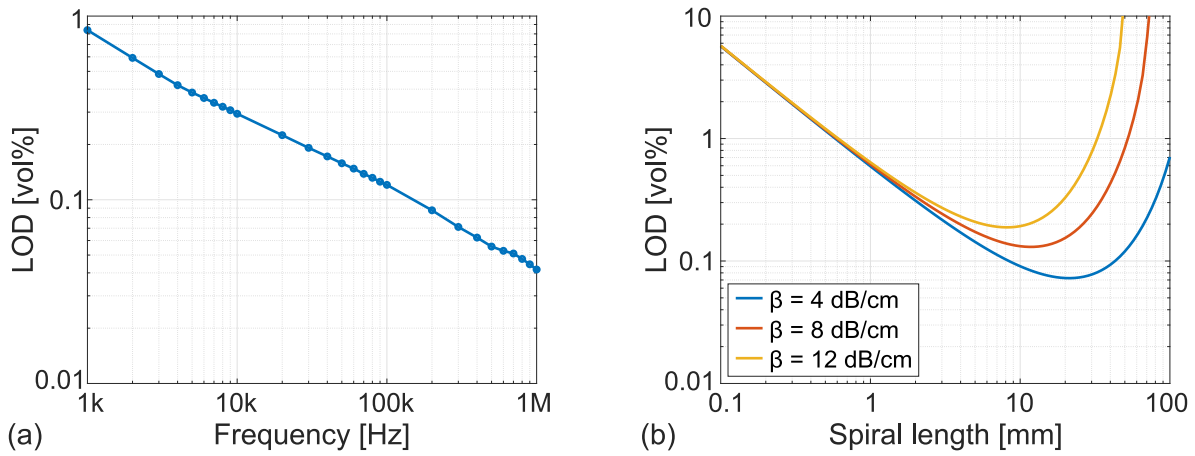 1
0.1
0.01
LOD [vol%]
1k 10k 100k 1M
Frequency [Hz]
(a)
10
1
0.1
0.01
LOD [vol%]
β = 4 dB/cm
β = 8 dB/cm
β = 12 dB/cm
0.1 1 10 100
Spiral length [mm]
(b)